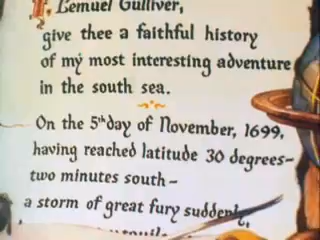 I, Lemuel Gulliver,
give thee a faithful history
of my most interesting adventure
in the south sea.
On the 5th day of November, 1699,
having reached latitude 30 degrees-
two minutes south-
a storm of great fury suddenly